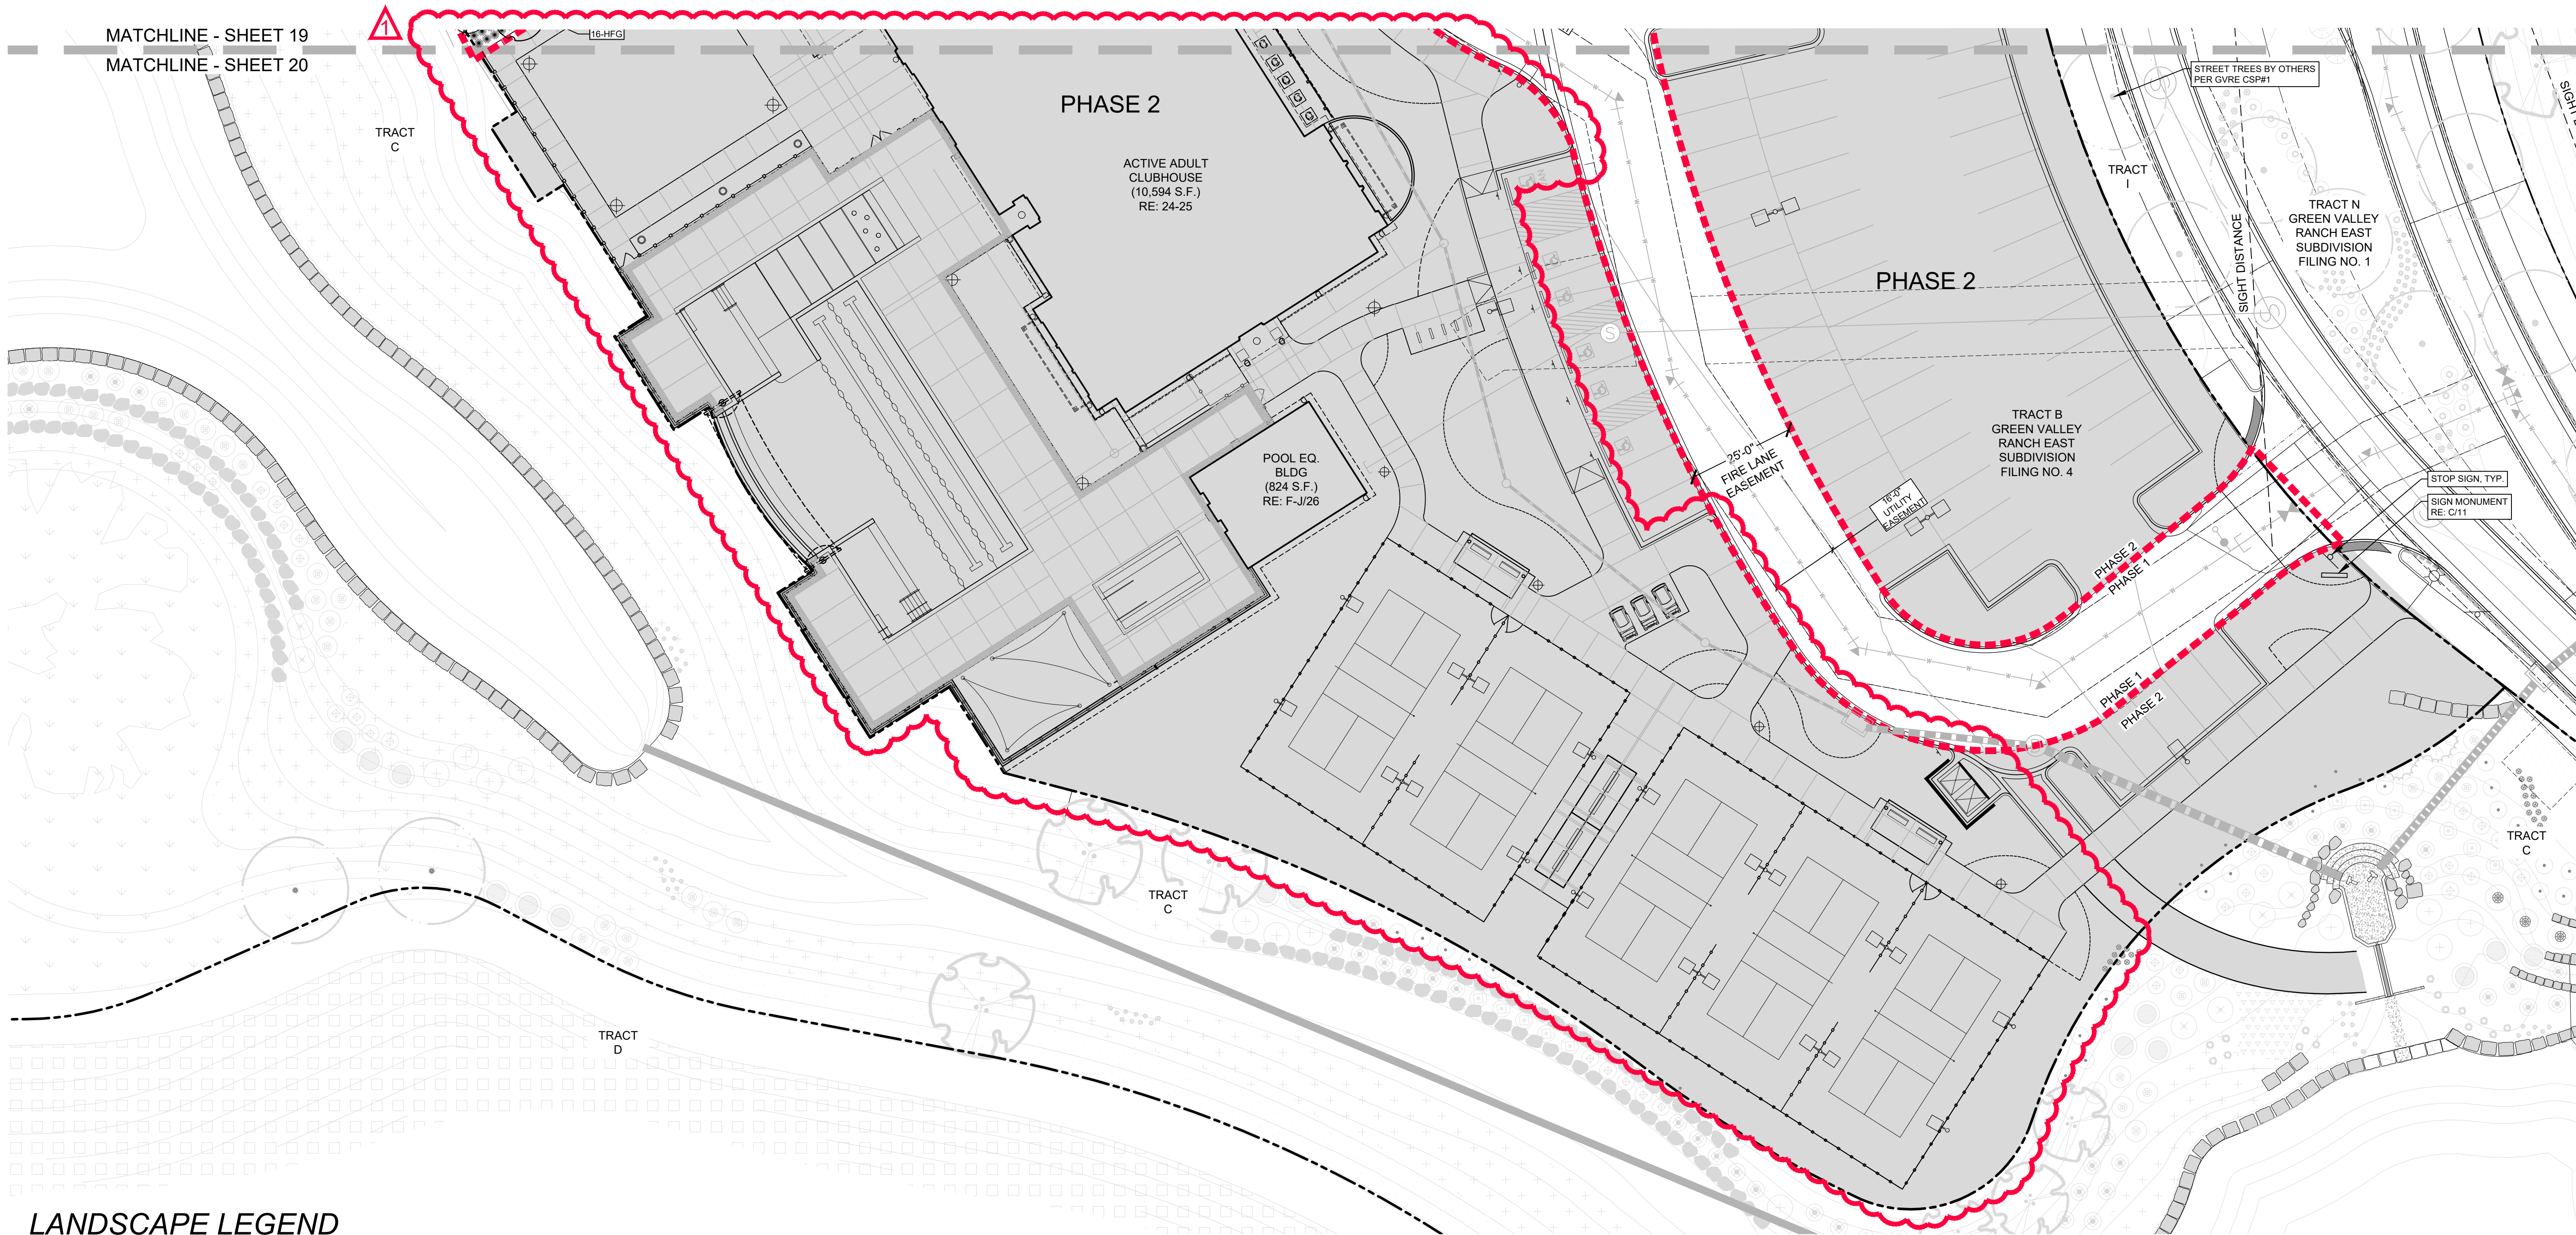 MATCHLINE - SHEET 19
MATCHLINE - SHEET 20
1
16-HFG
TRACT
C
PHASE 2
ACTIVE ADULT
CLUBHOUSE
(10,594 S.F.)
RE: 24-25
POOL EQ.
BLDG
(824 S.F.)
RE: F-J/26
PHASE 2
TRACT B
GREEN VALLEY
RANCH EAST
SUBDIVISION
FILING NO. 4
25'-0"
FIRE LANE
EASEMENT
16'-0"
UTILITY
EASEMENT
STREET TREES BY OTHERS
PER GVRE CSP#1
TRACT
I
SIGHT DISTANCE
TRACT N
GREEN VALLEY
RANCH EAST
SUBDIVISION
FILING NO. 1
STOP SIGN, TYP.
SIGN MONUMENT
RE: C/11
PHASE 2
PHASE 1
PHASE 1
PHASE 2
S
TRACT
C
TRACT
C
TRACT
D
LANDSCAPE LEGEND